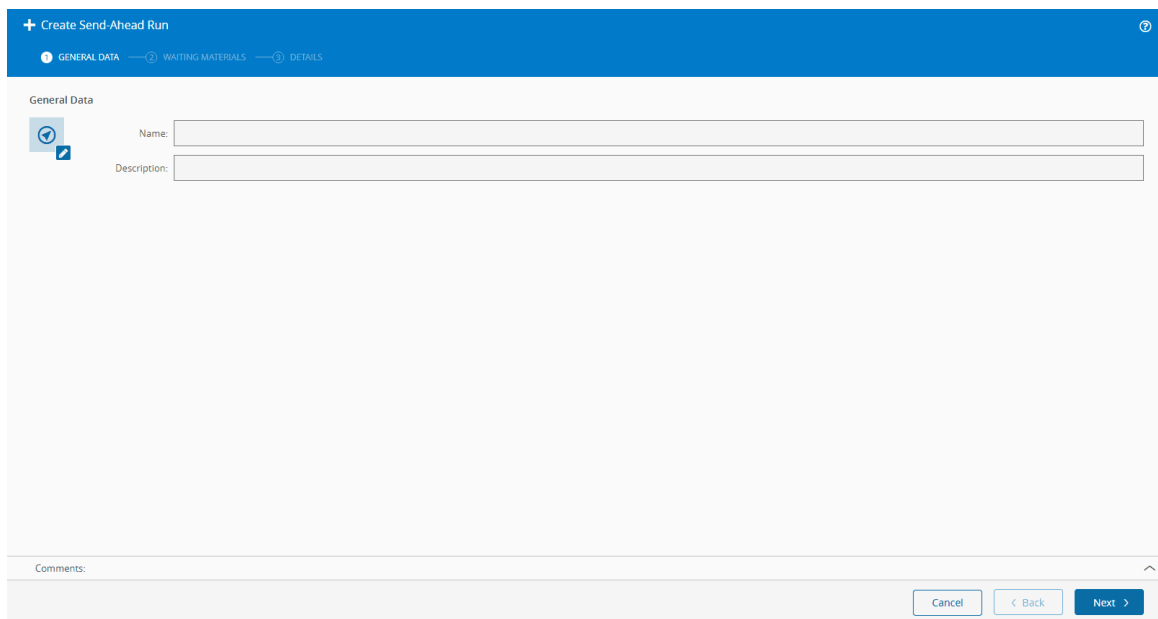 Create Send-Ahead Run
1 GENERAL DATA 2 WAITING MATERIALS 3 DETAILS
General Data
Name:
Description:
Comments:
Cancel < Back Next >